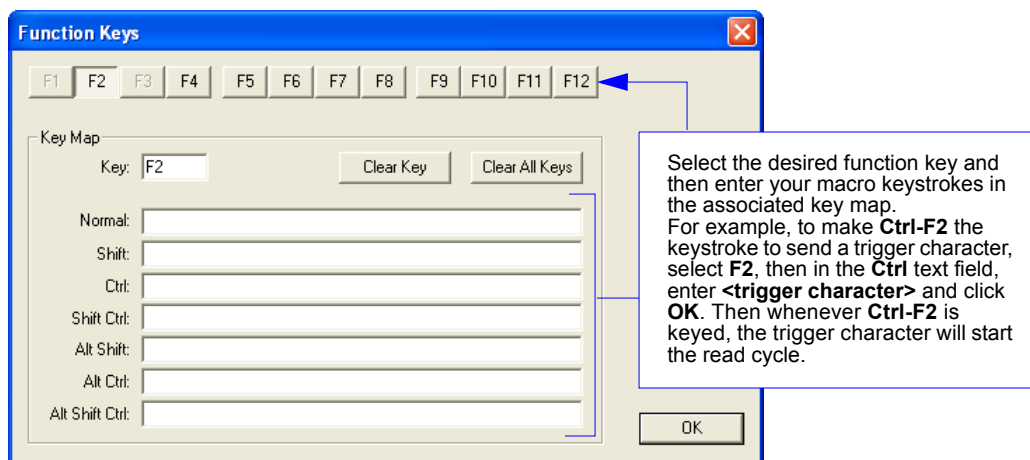 Function Keys
F1 F2 F3 F4 F5 F6 F7 F8 F9 F10 F11 F12
Key Map
Key: F2 Clear Key Clear All Keys
Normal:
Shift:
Ctrl:
Shift Ctrl:
Alt Shift:
Alt Ctrl:
Alt Shift Ctrl:
Select the desired function key and
then enter your macro keystrokes in
the associated key map.
For example, to make Ctrl-F2 the
keystroke to send a trigger character,
select F2, then in the Ctrl text field,
enter <trigger character> and click
OK. Then whenever Ctrl-F2 is
keyed, the trigger character will start
the read cycle.
OK